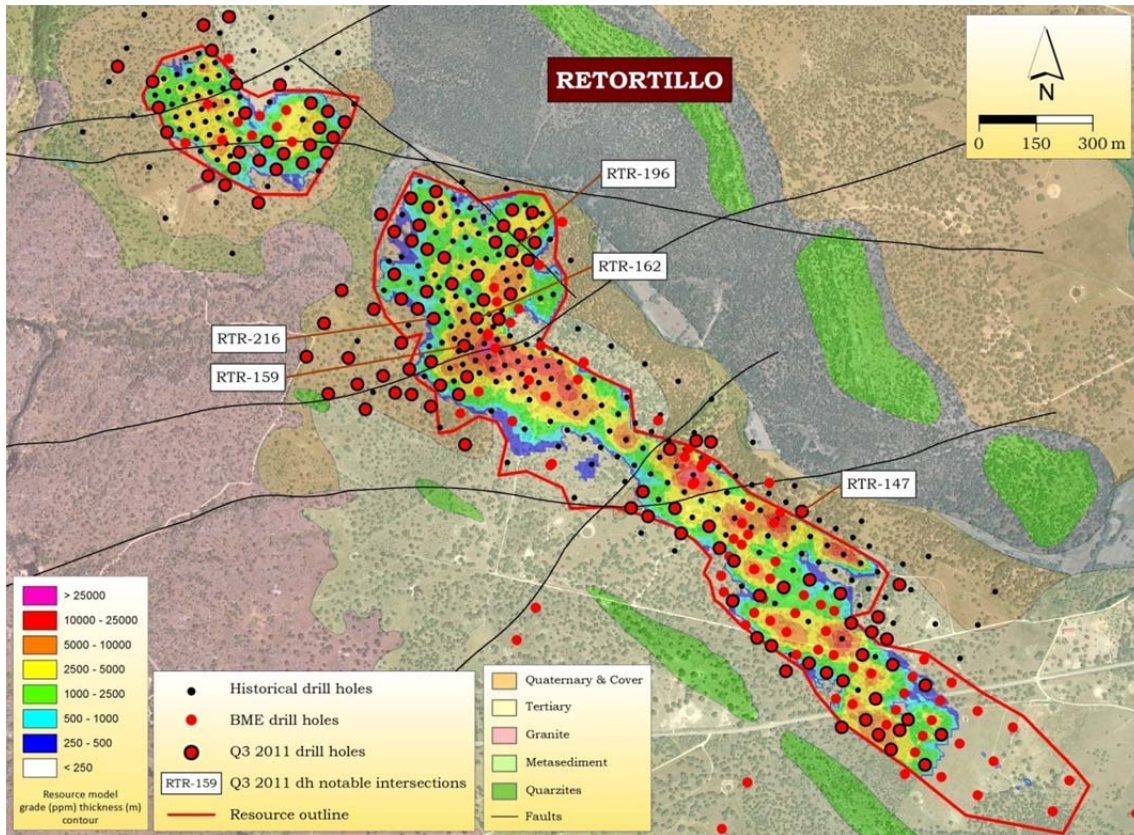 RETORTILLO
N
0 150 300 m
RTR-196
RTR-162
RTR-216
RTR-159
RTR-147
> 25000
10000 - 25000
5000 - 10000
2500 - 5000
1000 - 2500
500 - 1000
250 - 500
< 250
Resource model
grade (ppm) thickness (m)
contour
Historical drill holes
BME drill holes
Q3 2011 drill holes
RTR-159 Q3 2011 dh notable intersections
Resource outline
Quaternary & Cover
Tertiary
Granite
Metasediment
Quarzites
Faults